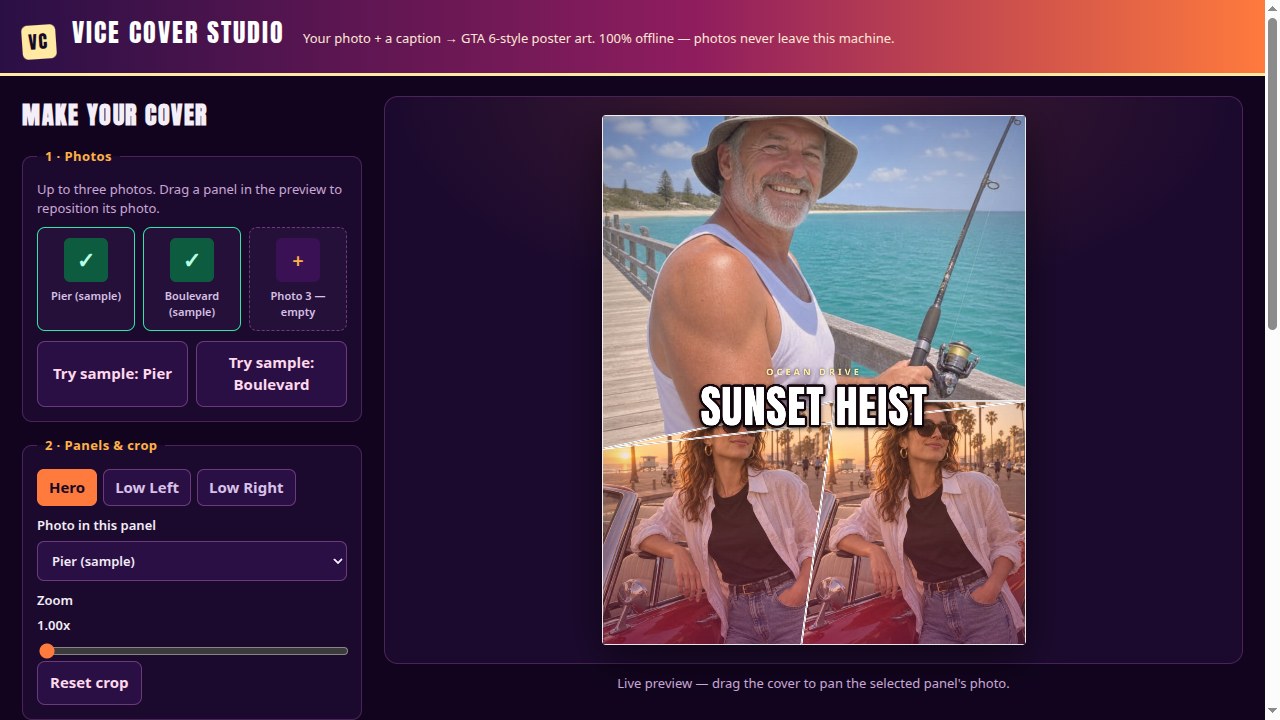 VC
VICE COVER STUDIO
Your photo + a caption → GTA 6-style poster art. 100% offline — photos never leave this machine.
MAKE YOUR COVER
1 · Photos
Up to three photos. Drag a panel in the preview to
reposition its photo.
✓
Pier (sample)
✓
Boulevard
(sample)
+
Photo 3 —
empty
Try sample: Pier
Try sample:
Boulevard
2 · Panels & crop
Hero
Low Left
Low Right
Photo in this panel
Pier (sample)
Zoom
1.00x
Reset crop
OCEAN DRIVE
SUNSET HEIST
Live preview — drag the cover to pan the selected panel's photo.